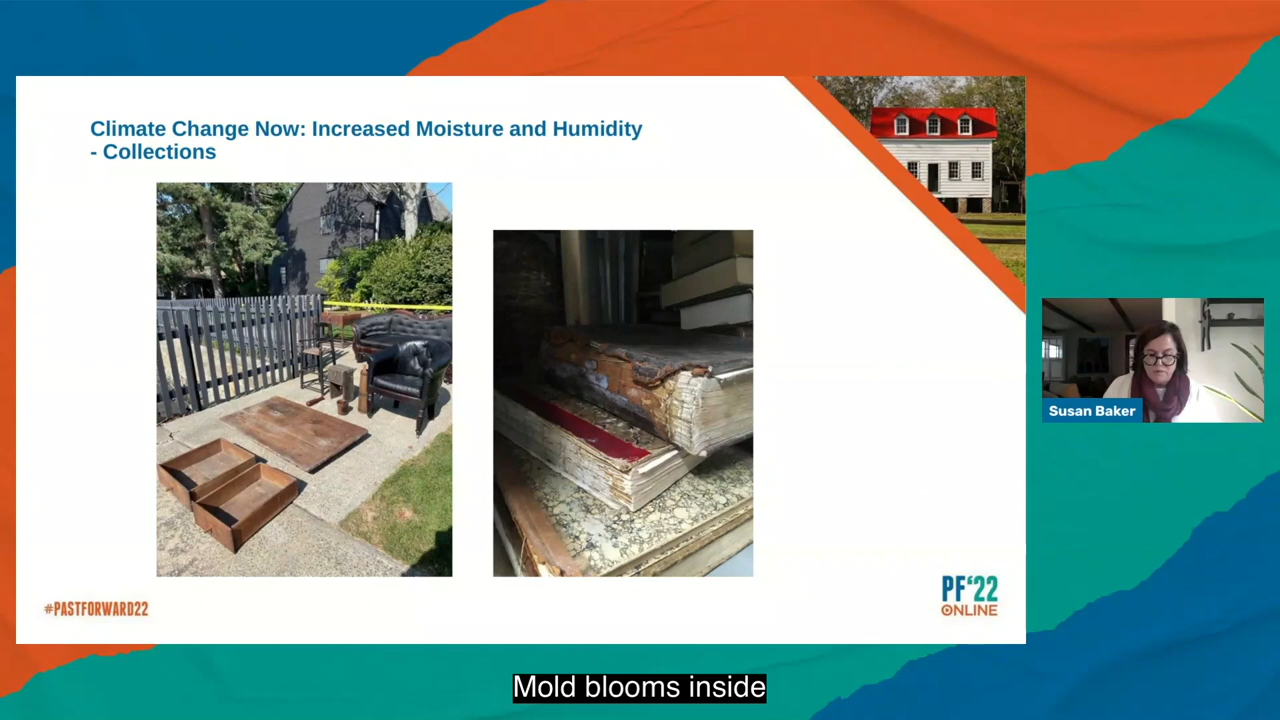 Climate Change Now: Increased Moisture and Humidity
- Collections
Susan Baker
#PASTFORWARD22
PF'22
ONLINE
Mold blooms inside